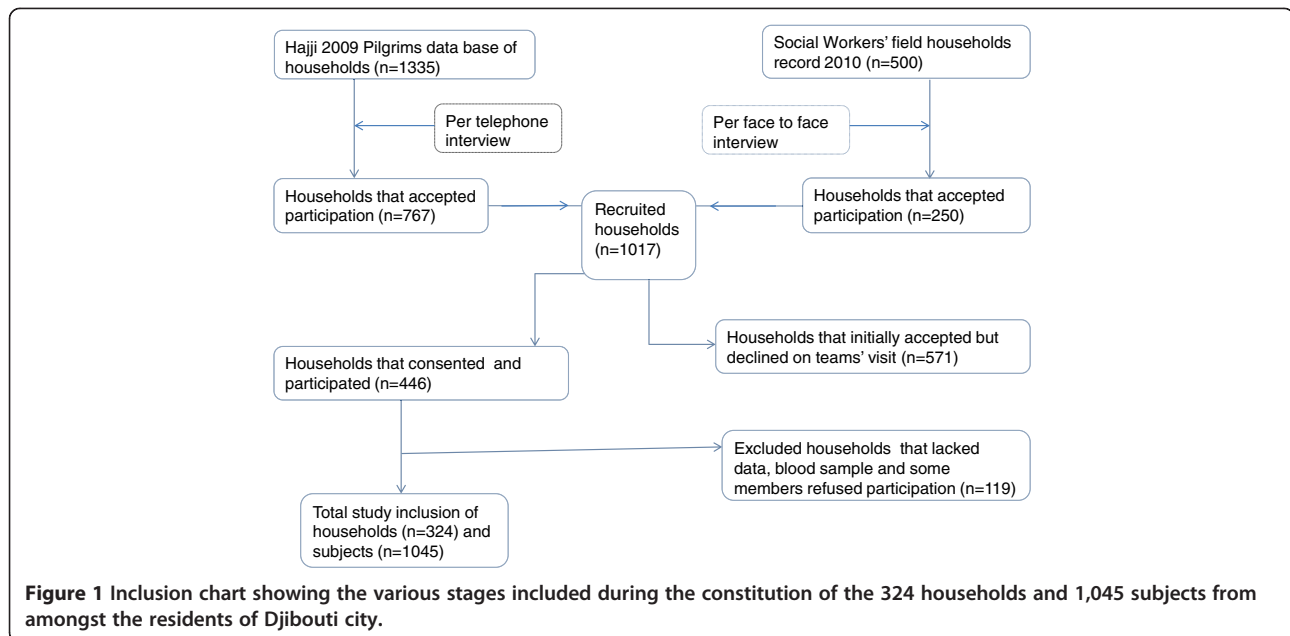 Hajji 2009 Pilgrims data base of
households (n=1335)
Social Workers' field households
record 2010 (n=500)
Per telephone
interview
Per face to face
interview
Households that accepted
participation (n=767)
Recruited
households
(n=1017)
Households that accepted
participation (n=250)
Households that consented and
participated (n=446)
Households that initially accepted but
declined on teams' visit (n=571)
Excluded households that lacked
data, blood sample and some
members refused participation (n=119)
Total study inclusion of
households (n=324) and
subjects (n=1045)
Figure 1 Inclusion chart showing the various stages included during the constitution of the 324 households and 1,045 subjects from
amongst the residents of Djibouti city.